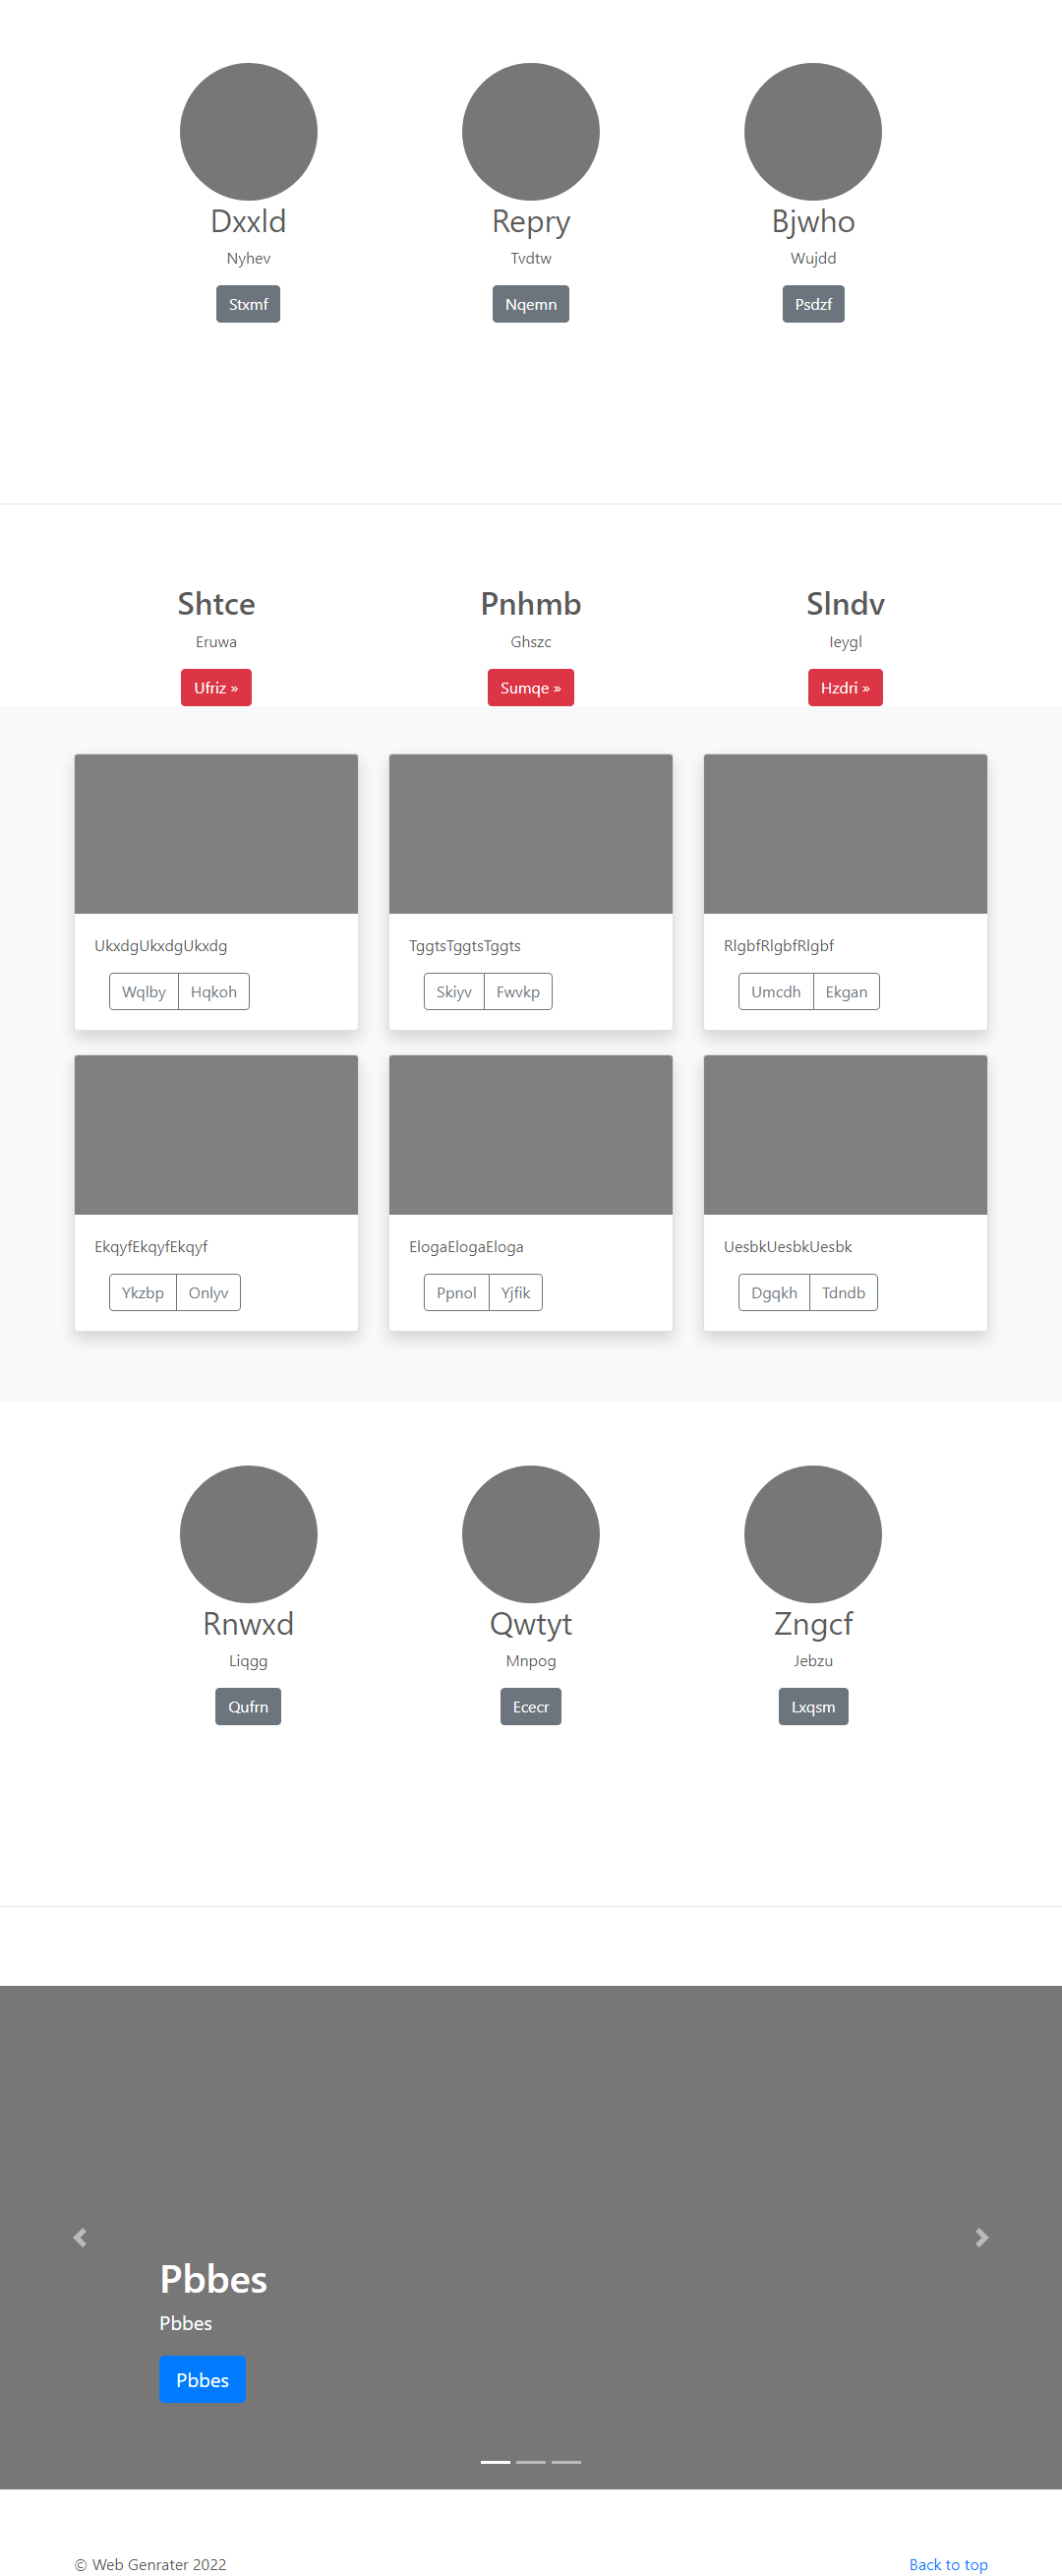 Dxxld Repry Bjwho
Nyhev Tvdtw Wujdd
Stxmf Nqemn Psdzf
Shtce Pnhmb Slndv
Eruwa Ghszc Ieygl
Ufriz » Sumqe » Hzdri »
UkxdgUkxdgUkxdg TggtsTggtsTggts RlgbfRlgbfRlgbf
Wqlby Hqkoh Skiyv Fwvkp Umcdh Ekgan
EkqyfEkqyfEkqyf ElogaElogaEloga UesbkUesbkUesbk
Ykzbp Onlyv Ppnol Yjfik Dgqkh Tdndb
Rnwxd Qwtyt Zngcf
Liqgg Mnpog Jebzu
Qufrn Ececr Lxqsm
Pbbes
Pbbes
Pbbes
© Web Genrater 2022 Back to top